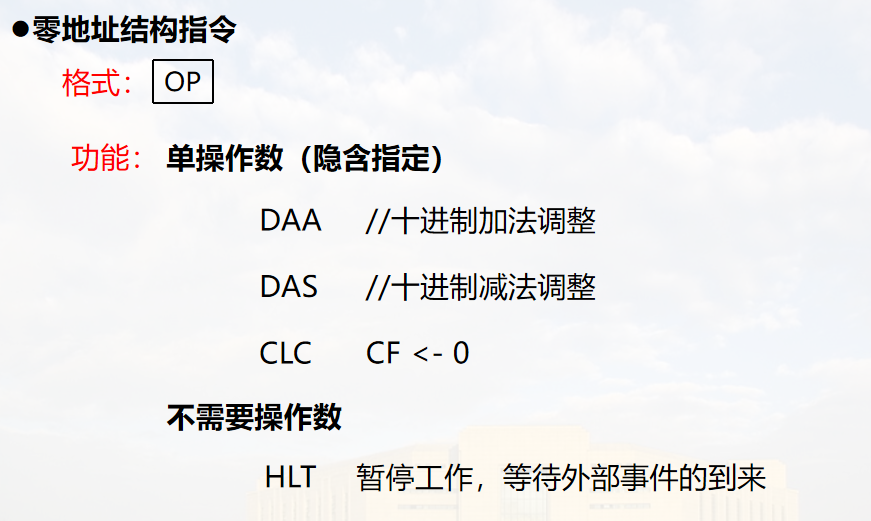 ●零地址结构指令
格式： OP
功能： 单操作数（隐含指定）
DAA //十进制加法调整
DAS //十进制减法调整
CLC CF <- 0
不需要操作数
HLT 暂停工作，等待外部事件的到来